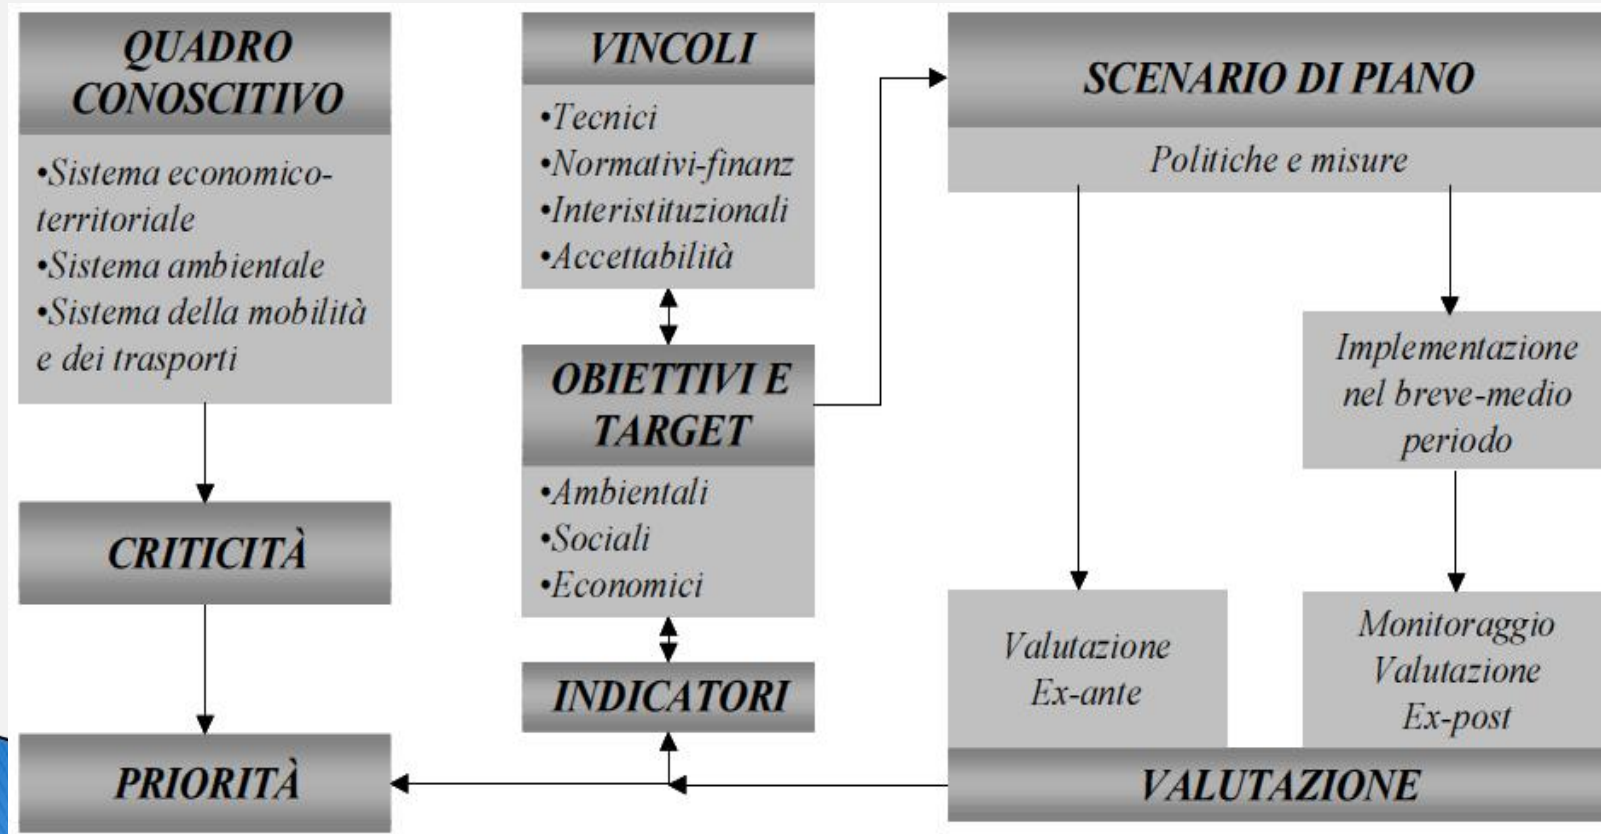 QUADRO
CONOSCITIVO
•Sistema economico-
territoriale
•Sistema ambientale
•Sistema della mobilità
e dei trasporti
CRITICITÀ
PRIORITÀ
VINCOLI
•Tecnici
•Normativi-finanz
•Interistituzionali
•Accettabilità
OBIETTIVI E
TARGET
•Ambientali
•Sociali
•Economici
INDICATORI
SCENARIO DI PIANO
Politiche e misure
Implementazione
nel breve-medio
periodo
Valutazione
Ex-ante
Monitoraggio
Valutazione
Ex-post
VALUTAZIONE